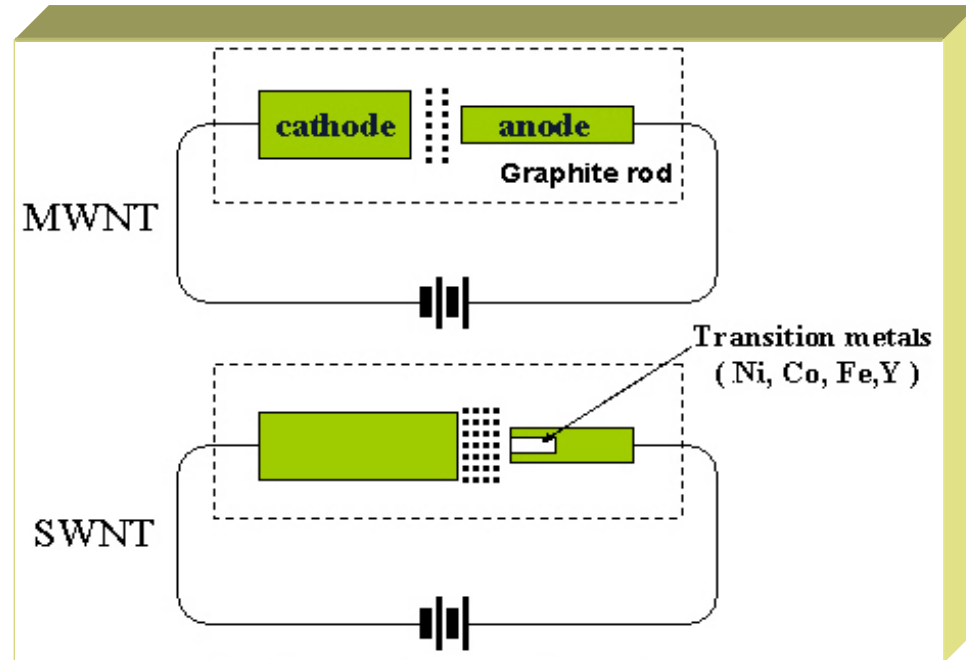 cathode
anode
Graphite rod
MWNT
Transition metals
( Ni, Co, Fe,Y )
SWNT